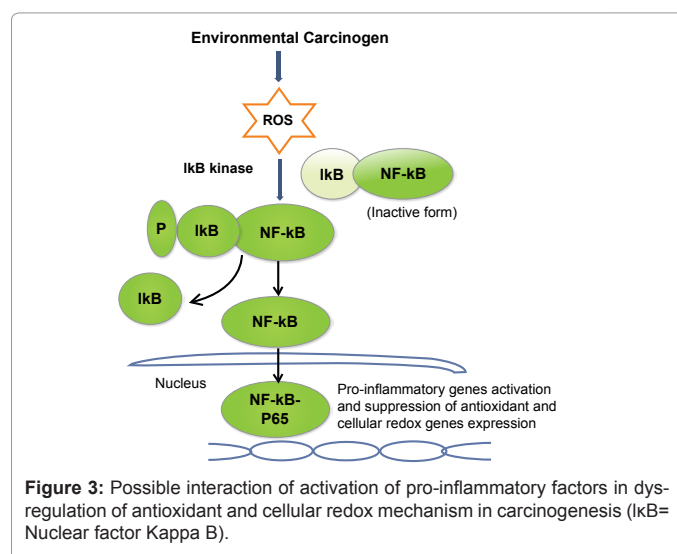 Environmental Carcinogen
ROS
IkB kinase
IkB
NF-kB
(Inactive form)
P
IkB
NF-kB
IkB
NF-kB
Nucleus
NF-kB-
P65
Pro-inflammatory genes activation
and suppression of antioxidant and
cellular redox genes expression
Figure 3: Possible interaction of activation of pro-inflammatory factors in dys-
regulation of antioxidant and cellular redox mechanism in carcinogenesis (IκB=
Nuclear factor Kappa B).